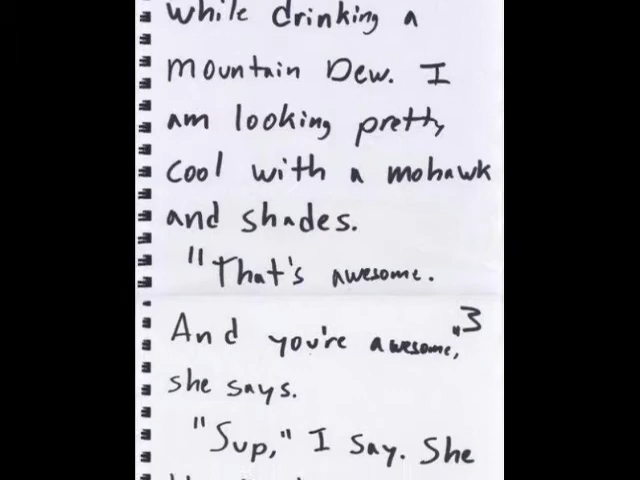 while drinking a
mountain Dew. I
am looking pretty
cool with a mohawk
and shades.
"That's awesome.
3
And you're awesome,"
she says.
"Sup," I say. She